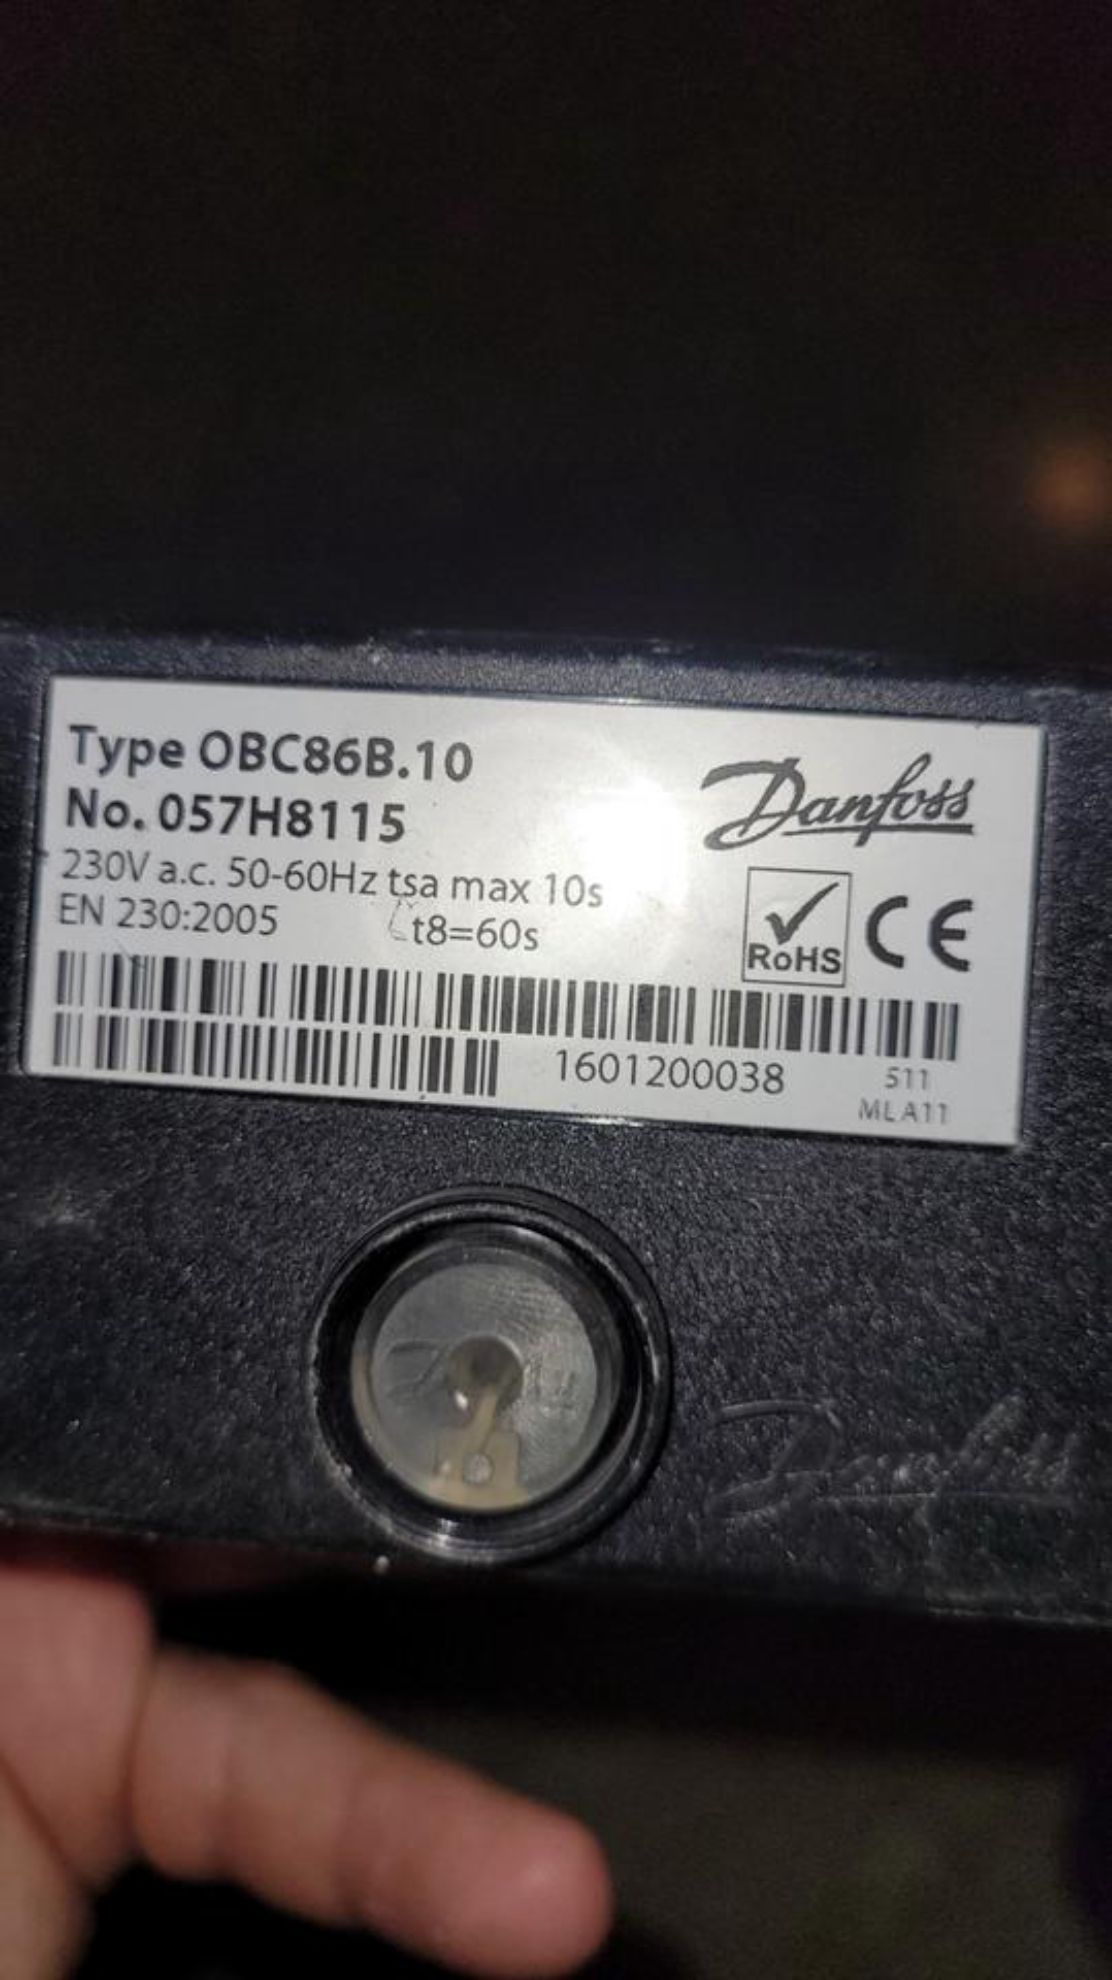 Type OBC86B.10
No. 057H8115
230V a.c. 50-60Hz tsa max 10s
EN 230:2005 t8=60s
Danfoss
RoHS CE
1601200038
511
MLA11
Danfoss